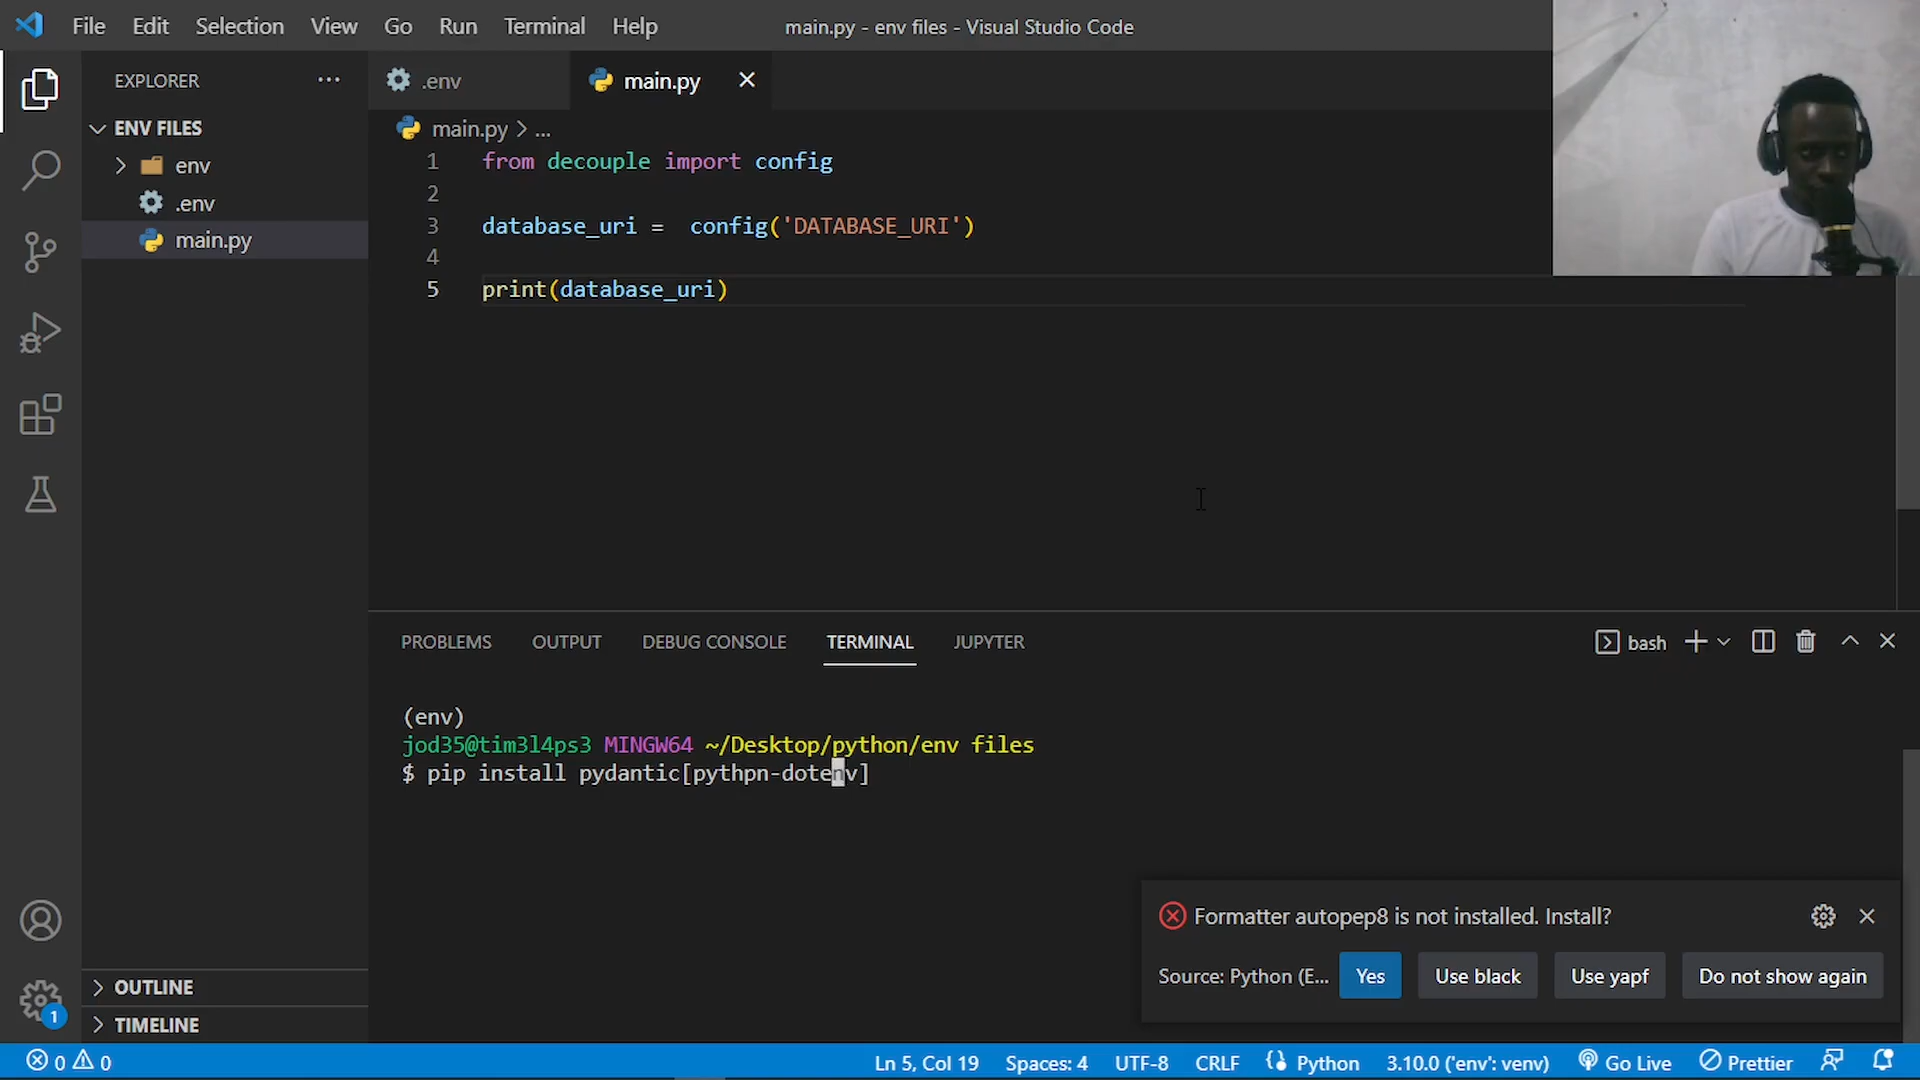 File Edit Selection View Go Run Terminal Help
main.py - env files - Visual Studio Code
EXPLORER ...
ENV FILES
env
.env
main.py
OUTLINE
TIMELINE
.env
main.py
main.py > ...
1 from decouple import config
2
3 database_uri =  config('DATABASE_URI')
4
5 print(database_uri)
PROBLEMS OUTPUT DEBUG CONSOLE TERMINAL JUPYTER
bash
(env)
jod35@tim3l4ps3 MINGW64 ~/Desktop/python/env files
$ pip install pydantic[pythpn-dotenv]
Formatter autopep8 is not installed. Install?
Source: Python (E... Yes Use black Use yapf Do not show again
1
0 0 Ln 5, Col 19 Spaces: 4 UTF-8 CRLF Python 3.10.0 ('env': venv) Go Live Prettier